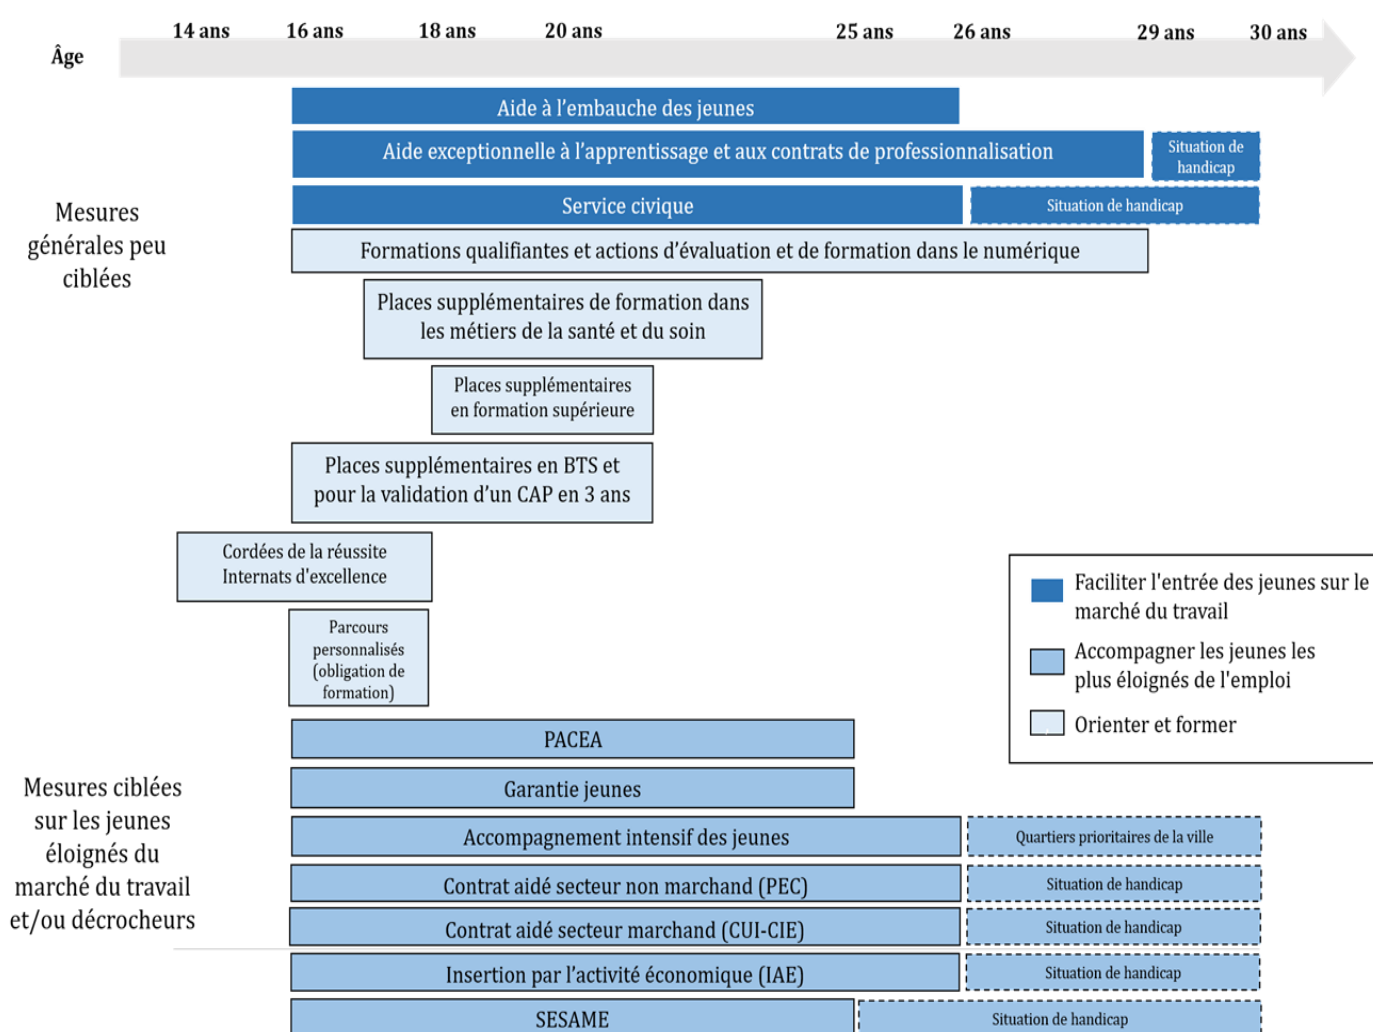 14 ans 16 ans 18 ans 20 ans 25 ans 26 ans 29 ans 30 ans
Âge
Aide à l’embauche des jeunes
Aide exceptionnelle à l’apprentissage et aux contrats de professionnalisation
Situation de
handicap
Service civique
Situation de handicap
Mesures
générales peu
ciblées
Formations qualifiantes et actions d’évaluation et de formation dans le numérique
Places supplémentaires de formation dans
les métiers de la santé et du soin
Places supplémentaires
en formation supérieure
Places supplémentaires en BTS et
pour la validation d’un CAP en 3 ans
Cordées de la réussite
Internats d'excellence
Parcours
personnalisés
(obligation de
formation)
Faciliter l'entrée des jeunes sur le
marché du travail
Accompagner les jeunes les
plus éloignés de l'emploi
Orienter et former
Mesures ciblées
sur les jeunes
éloignés du
marché du travail
et/ou décrocheurs
PACEA
Garantie jeunes
Accompagnement intensif des jeunes
Quartiers prioritaires de la ville
Contrat aidé secteur non marchand (PEC)
Situation de handicap
Contrat aidé secteur marchand (CUI-CIE)
Situation de handicap
Insertion par l’activité économique (IAE)
Situation de handicap
SESAME
Situation de handicap